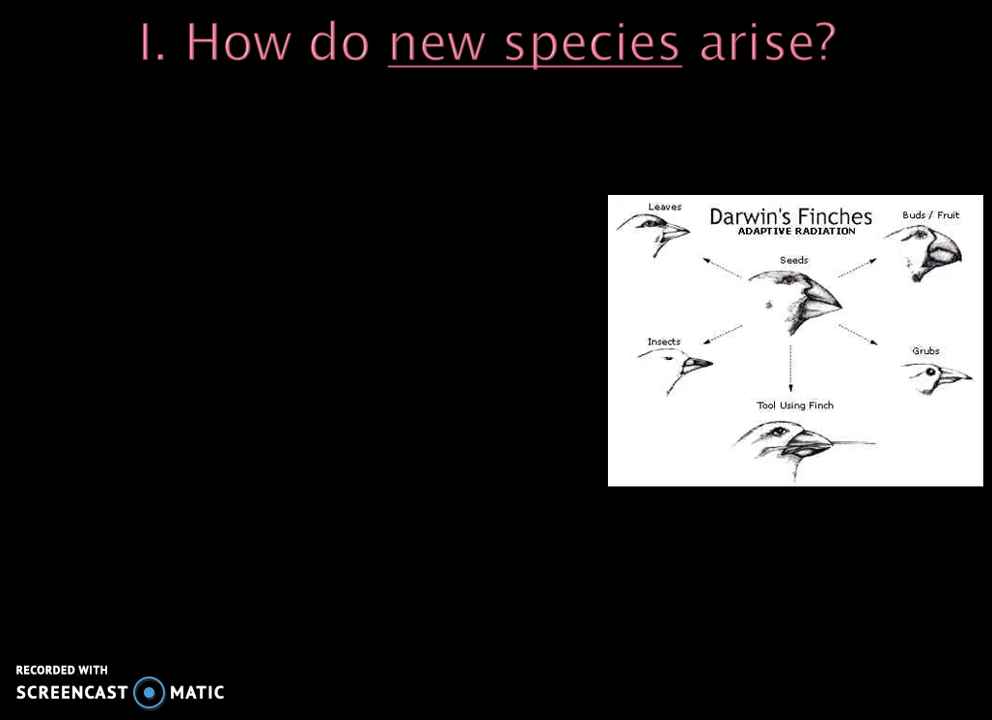 I. How do new species arise?
Leaves
Darwin's Finches
ADAPTIVE RADIATION
Buds / Fruit
Seeds
Insects
Grubs
Tool Using Finch
RECORDED WITH
SCREENCAST MATIC